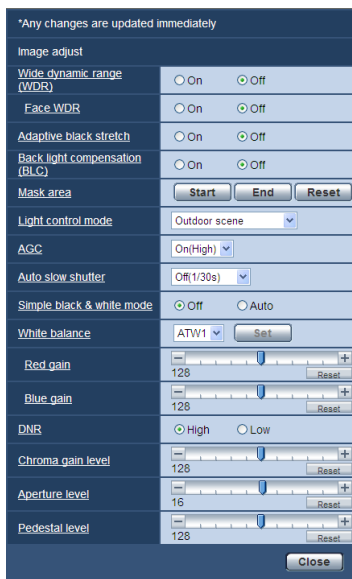 *Any changes are updated immediately
Image adjust
Wide dynamic range (WDR) On Off
Face WDR On Off
Adaptive black stretch On Off
Back light compensation (BLC) On Off
Mask area Start End Reset
Light control mode Outdoor scene
AGC On(High)
Auto slow shutter Off(1/30s)
Simple black & white mode Off Auto
White balance ATW1 Set
Red gain 128 Reset
Blue gain 128 Reset
DNR High Low
Chroma gain level 128 Reset
Aperture level 16 Reset
Pedestal level 128 Reset
Close